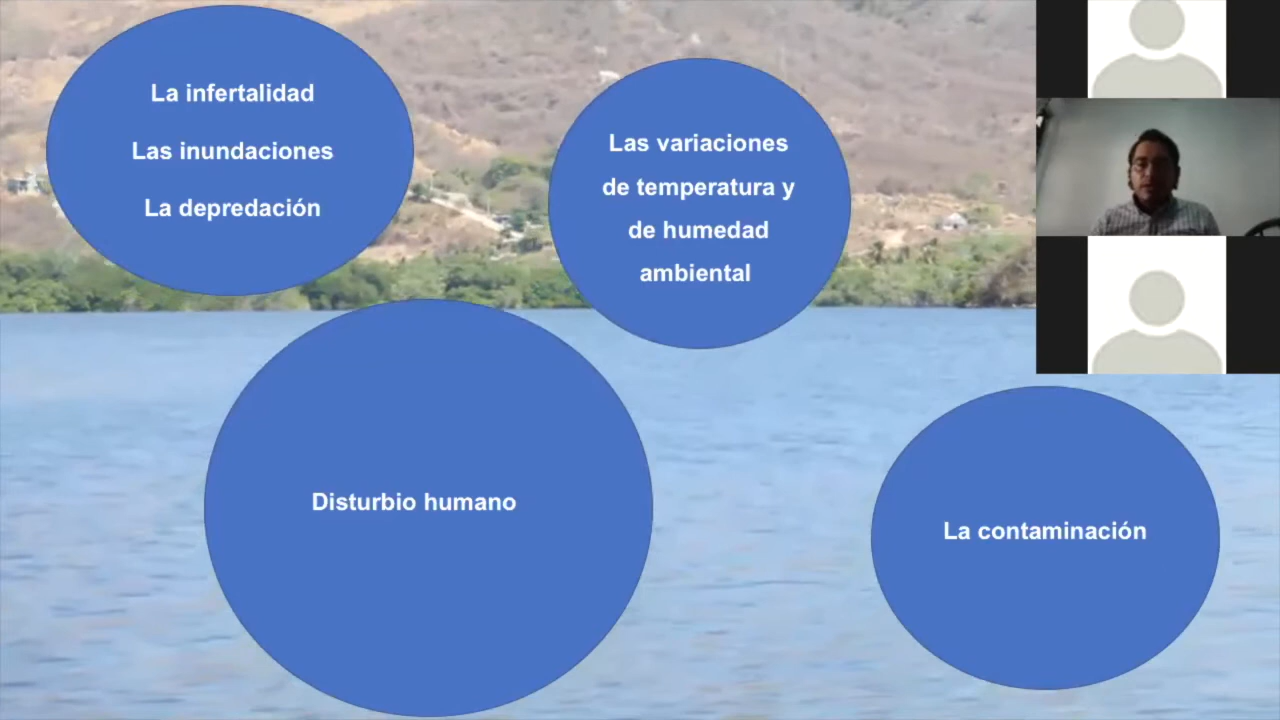 La infertalidad
Las inundaciones
La depredación
Las variaciones
de temperatura y
de humedad
ambiental
Disturbio humano
La contaminación